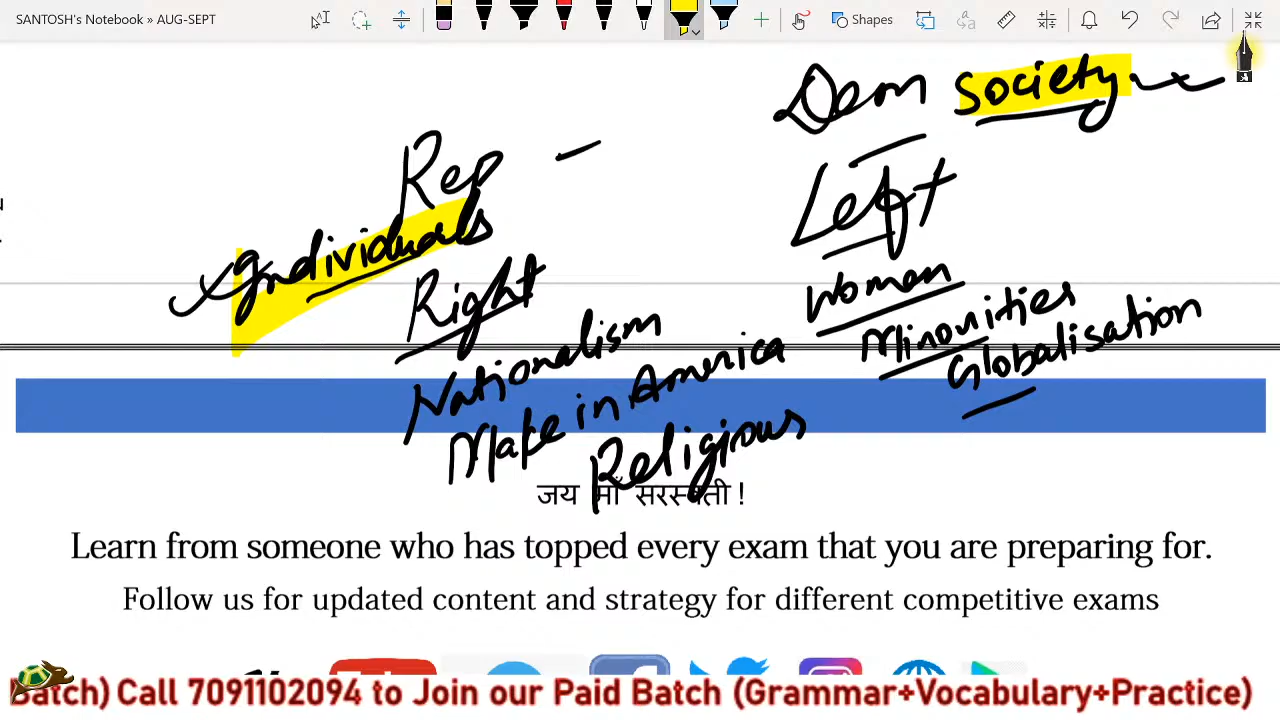 SANTOSH's Notebook » AUG-SEPT
Shapes
Dem Society
Rep –
Left
Individuals
Right
Woman
Minorities
Globalisation
Nationalism
Make in America
Religious
जय माँ सरस्वती !
Learn from someone who has topped every exam that you are preparing for.
Follow us for updated content and strategy for different competitive exams
Batch) Call 7091102094 to Join our Paid Batch (Grammar+Vocabulary+Practice)